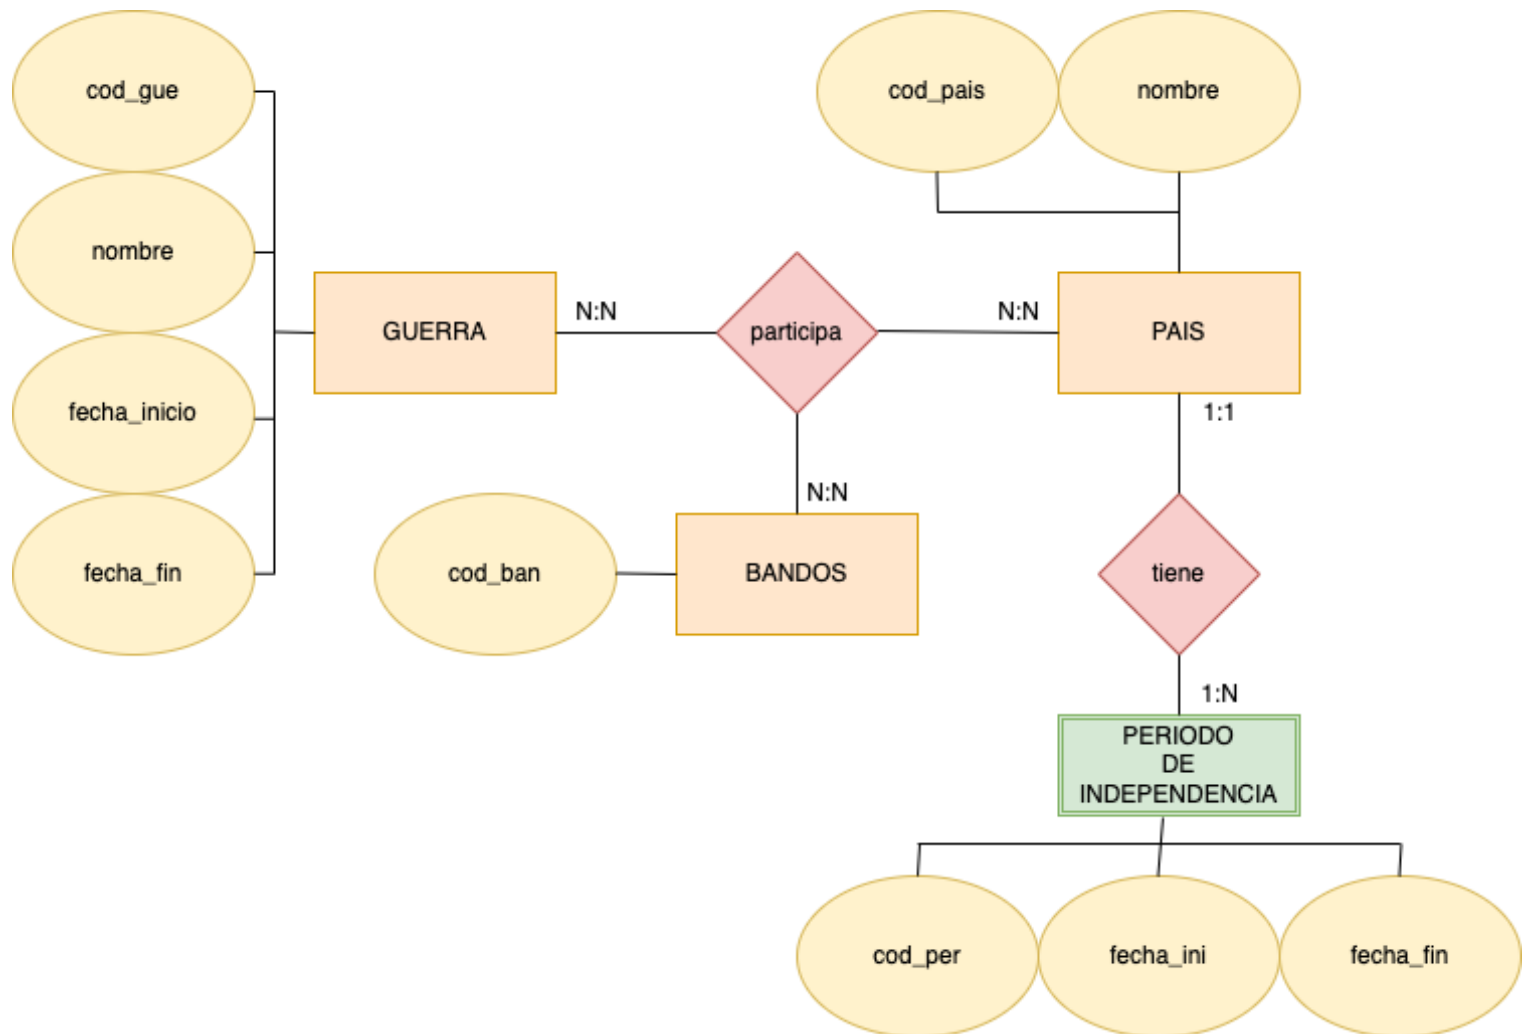 cod_gue
cod_pais
nombre
nombre
N:N
N:N
GUERRA
participa
PAIS
fecha_inicio
1:1
N:N
fecha_fin
cod_ban
BANDOS
tiene
1:N
PERIODO
DE
INDEPENDENCIA
cod_per
fecha_ini
fecha_fin